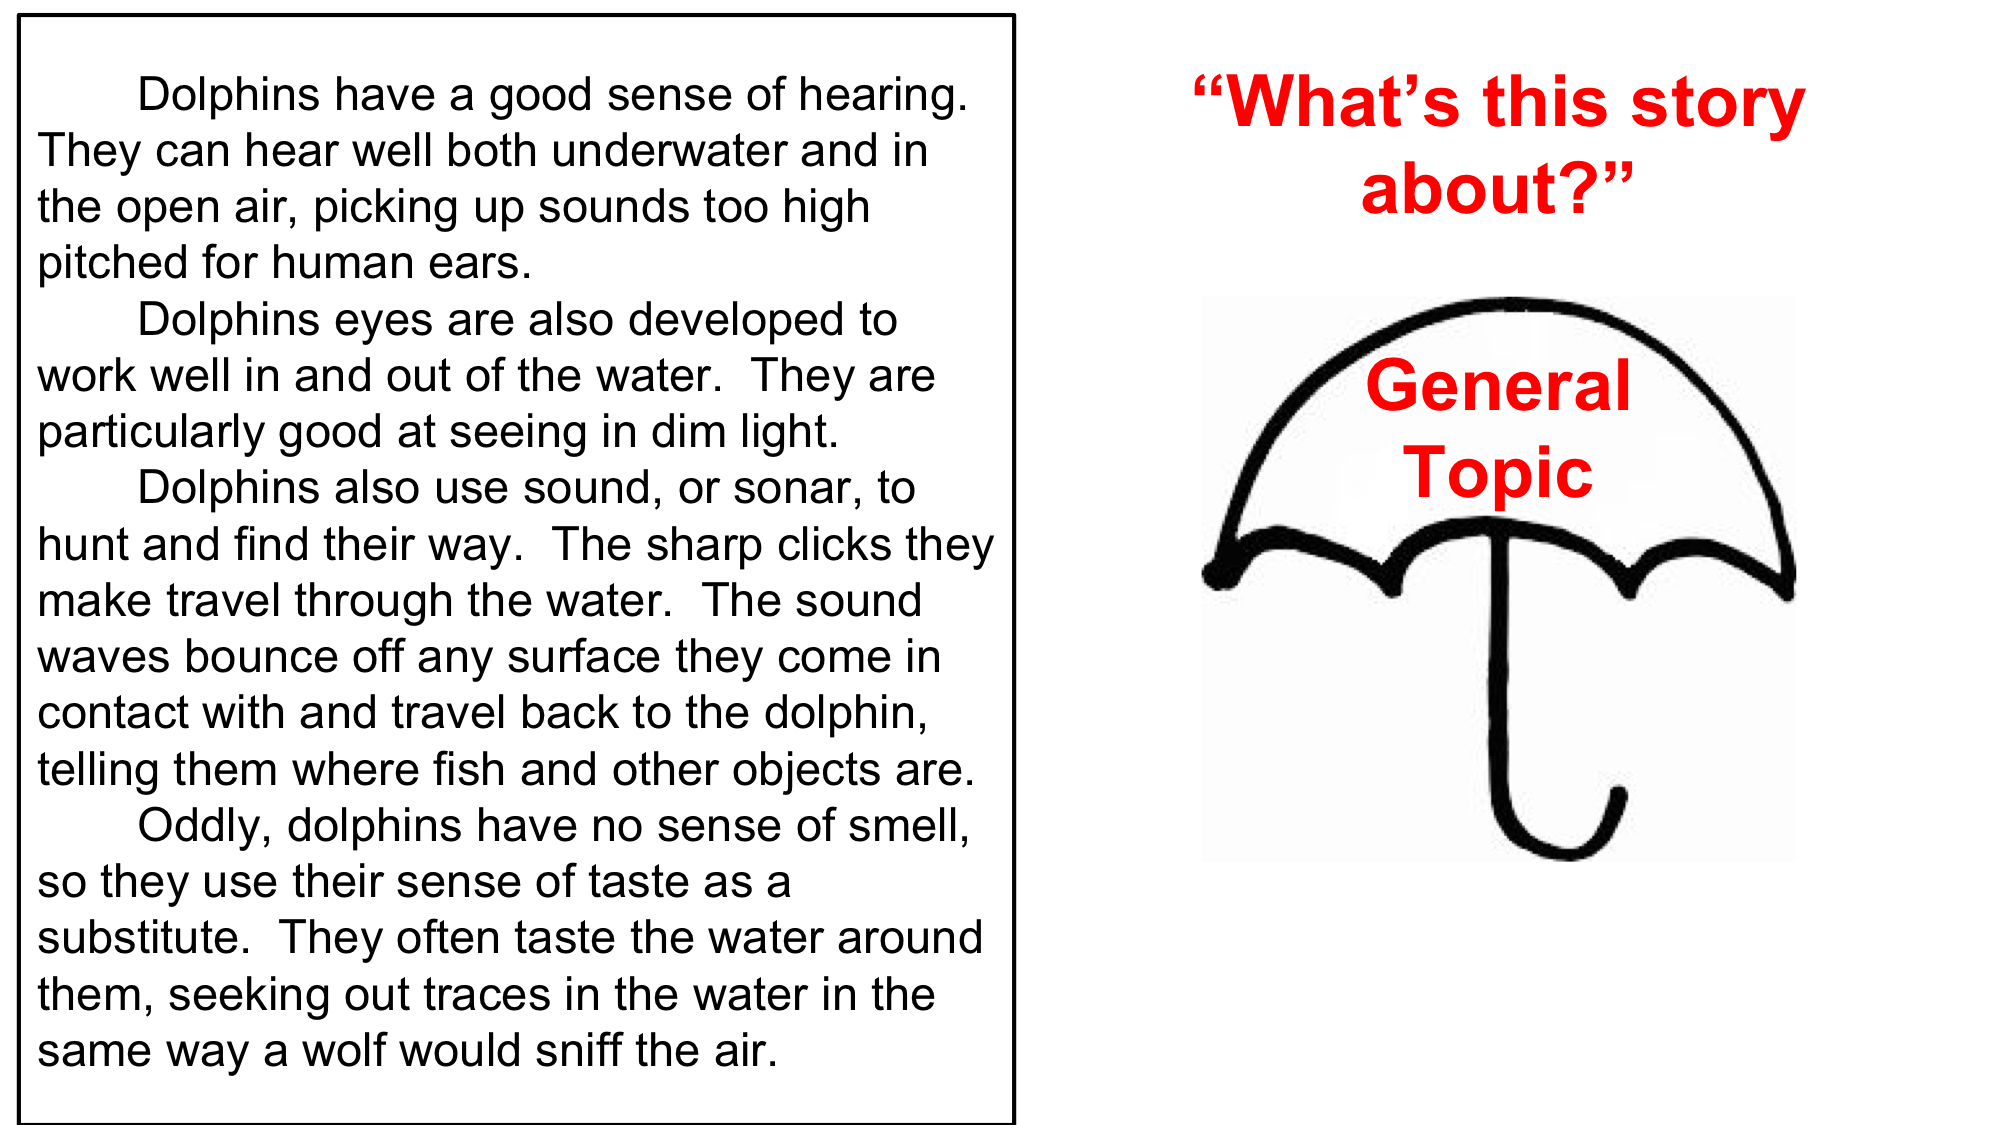 Dolphins have a good sense of hearing.
They can hear well both underwater and in
the open air, picking up sounds too high
pitched for human ears.
Dolphins eyes are also developed to
work well in and out of the water.  They are
particularly good at seeing in dim light.
Dolphins also use sound, or sonar, to
hunt and find their way.  The sharp clicks they
make travel through the water.  The sound
waves bounce off any surface they come in
contact with and travel back to the dolphin,
telling them where fish and other objects are.
Oddly, dolphins have no sense of smell,
so they use their sense of taste as a
substitute.  They often taste the water around
them, seeking out traces in the water in the
same way a wolf would sniff the air.
“What’s this story
about?”
General
Topic